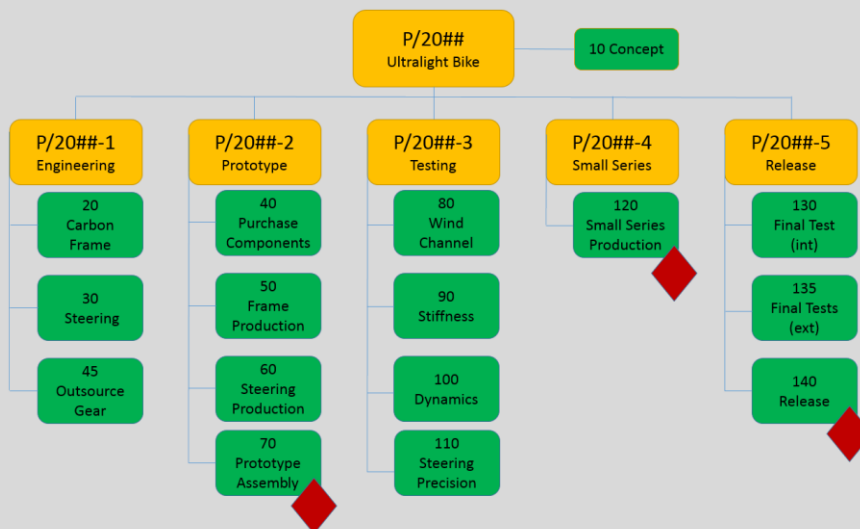 P/20##
Ultralight Bike
10 Concept
P/20##-1
Engineering
20
Carbon
Frame
30
Steering
45
Outsource
Gear
P/20##-2
Prototype
40
Purchase
Components
50
Frame
Production
60
Steering
Production
70
Prototype
Assembly
P/20##-3
Testing
80
Wind
Channel
90
Stiffness
100
Dynamics
110
Steering
Precision
P/20##-4
Small Series
120
Small Series
Production
P/20##-5
Release
130
Final Test
(int)
135
Final Tests
(ext)
140
Release